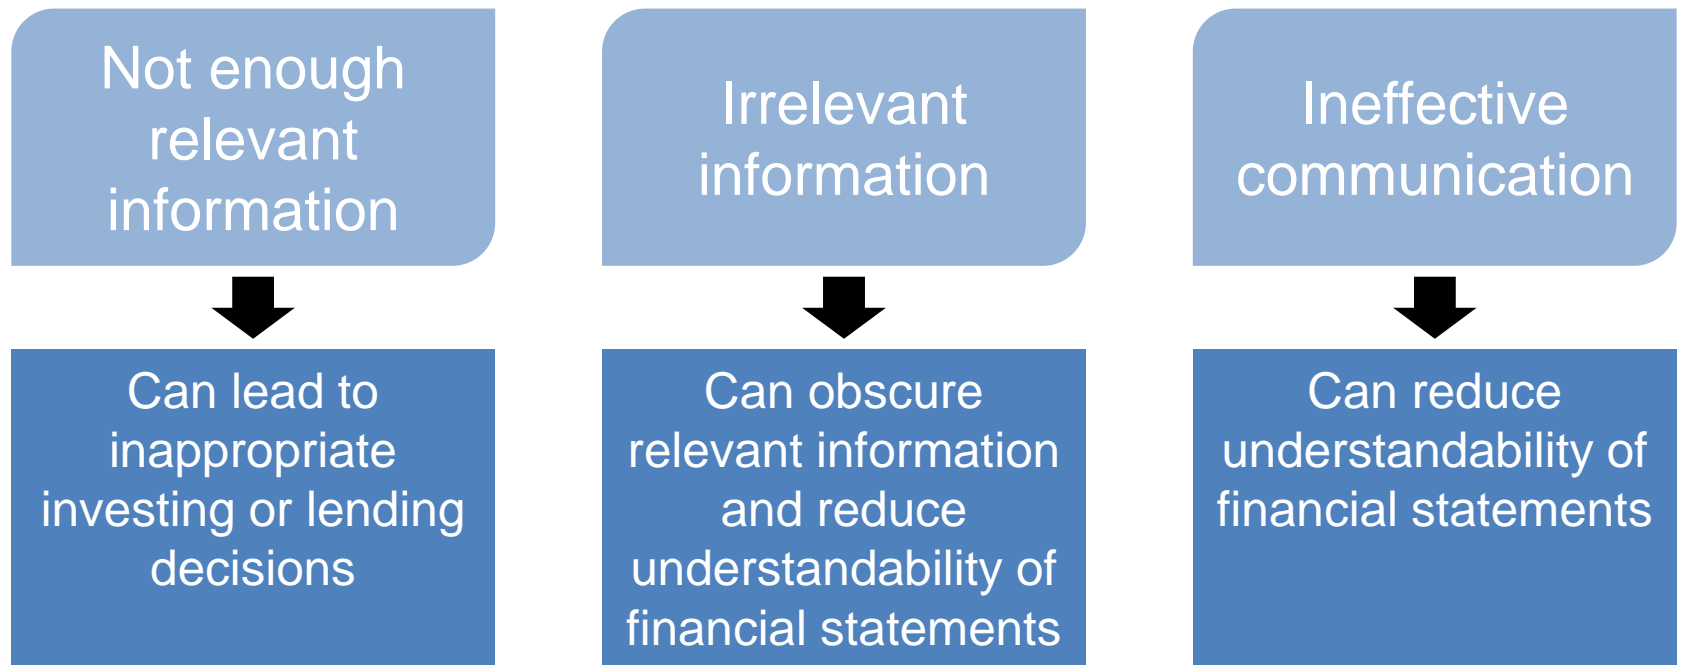 Not enough
relevant
information
Can lead to
inappropriate
investing or lending
decisions
Irrelevant
information
Can obscure
relevant information
and reduce
understandability of
financial statements
Ineffective
communication
Can reduce
understandability of
financial statements